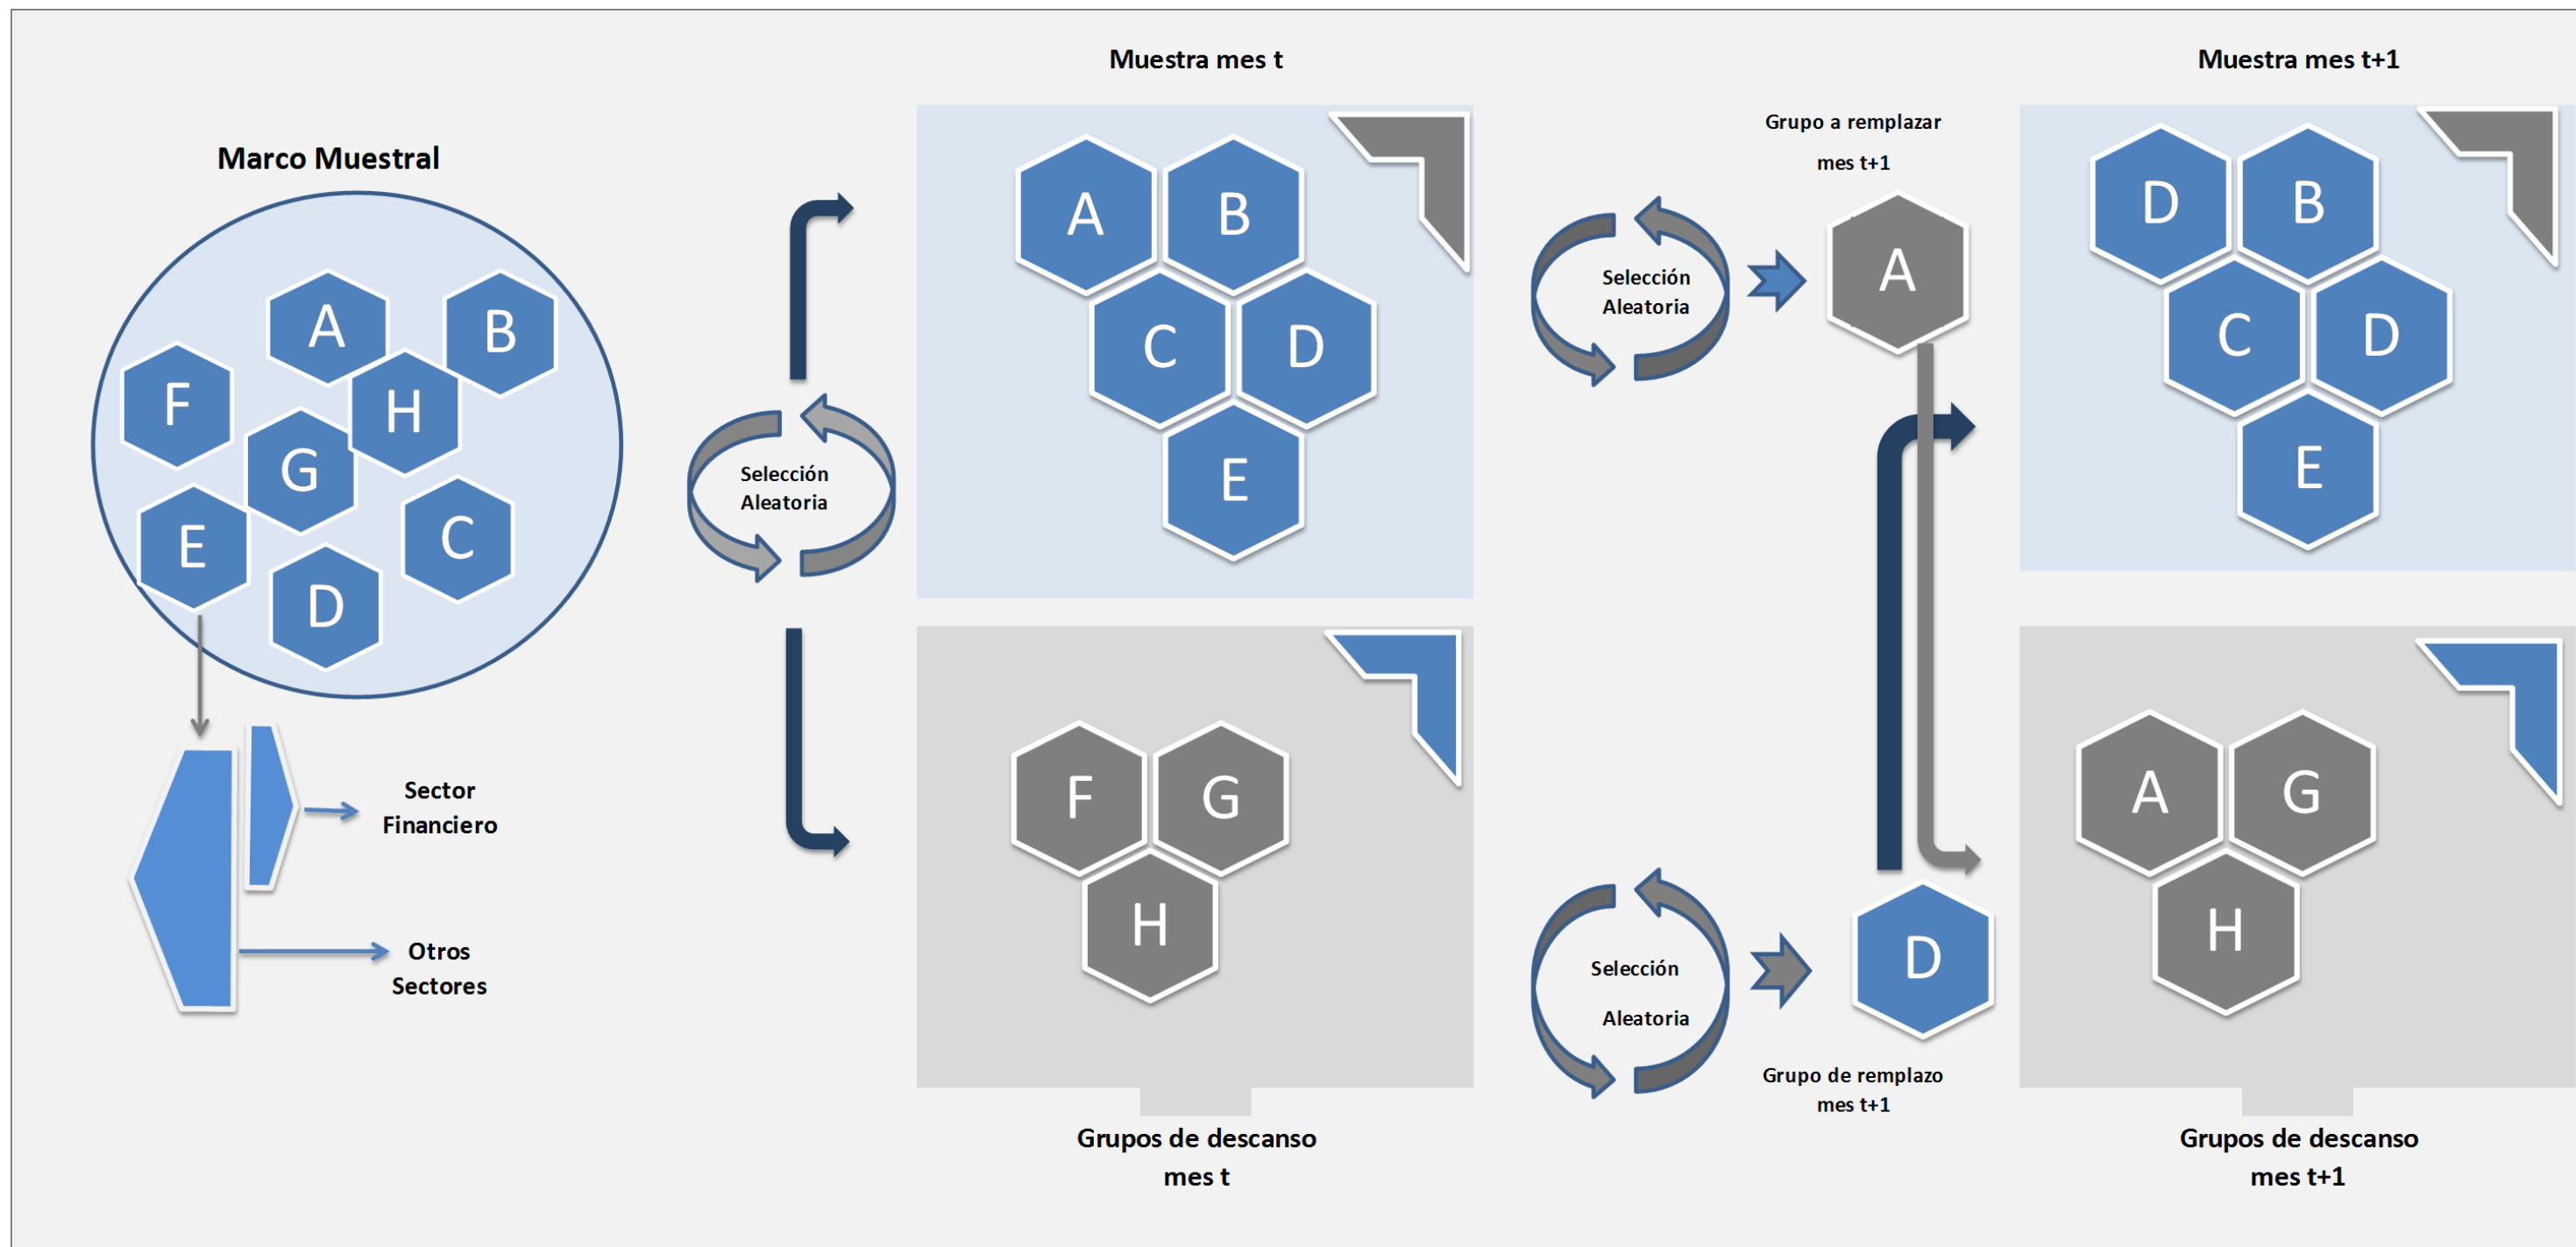 Marco Muestral
A
B
F
H
G
E
C
D
Sector
Financiero
Otros
Sectores
Selección
Aleatoria
Muestra mes t
A
B
C
D
E
F
G
H
Grupos de descanso
mes t
Grupo a remplazar
mes t+1
Selección
Aleatoria
A
Selección
Aleatoria
D
Grupo de remplazo
mes t+1
Muestra mes t+1
D
B
C
D
E
A
G
H
Grupos de descanso
mes t+1